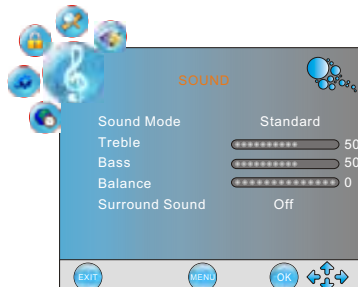 SOUND
Sound Mode Standard
Treble 50
Bass 50
Balance 0
Surround Sound Off
EXIT MENU OK